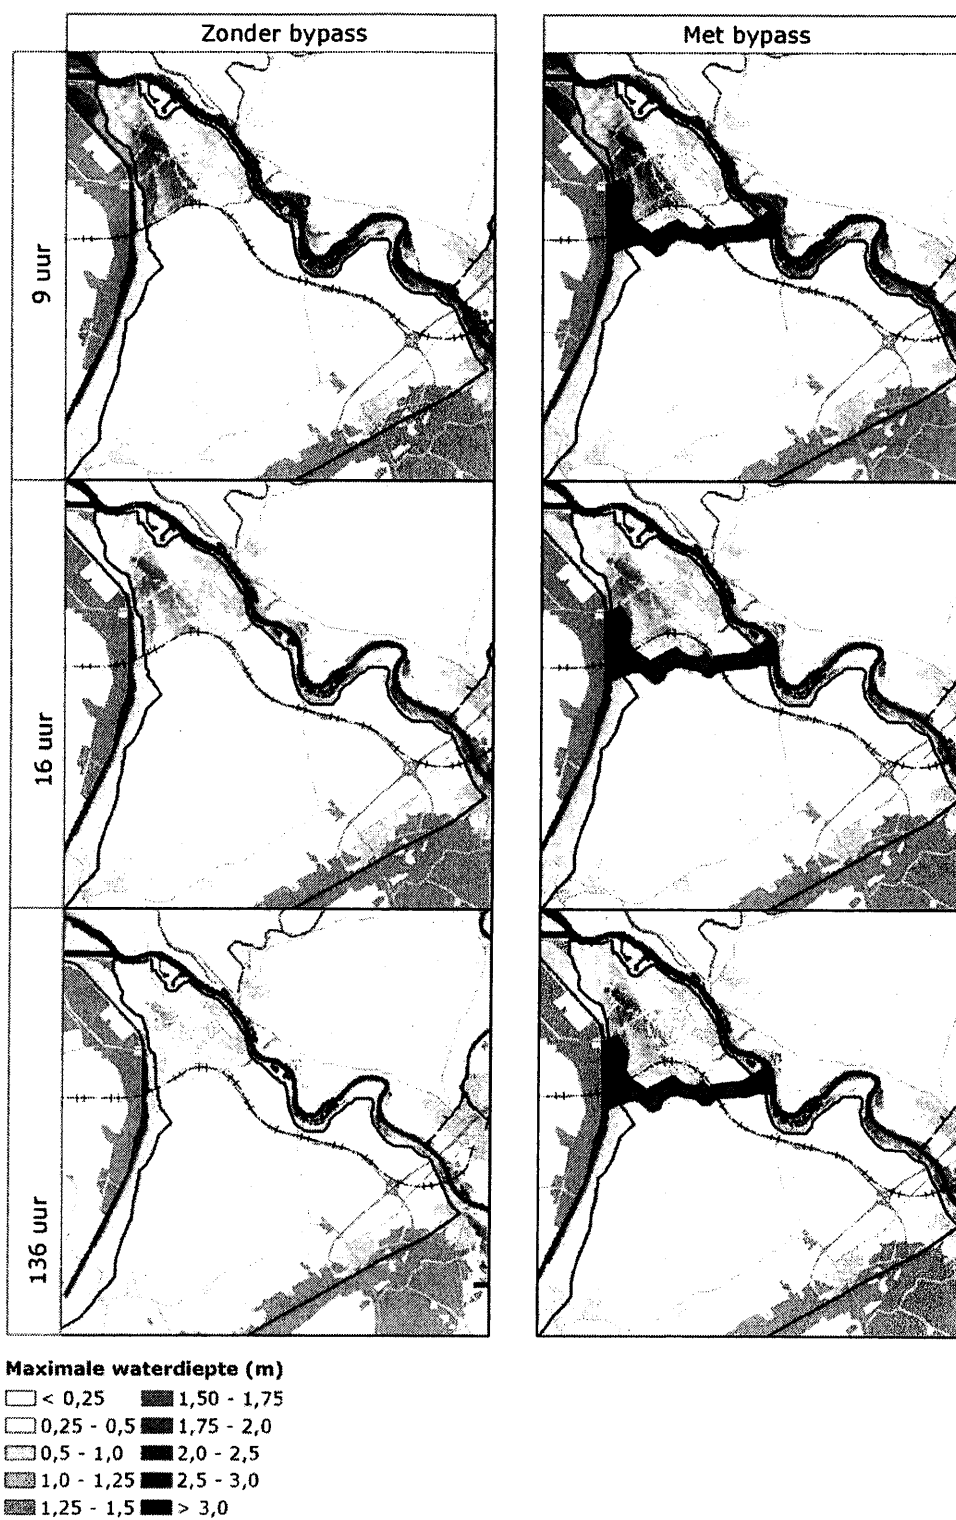 Zonder bypass
Met bypass
9 uur
16 uur
136 uur
Maximale waterdiepte (m)
< 0,25
1,50 - 1,75
0,25 - 0,5
1,75 - 2,0
0,5 - 1,0
2,0 - 2,5
1,0 - 1,25
2,5 - 3,0
1,25 - 1,5
> 3,0